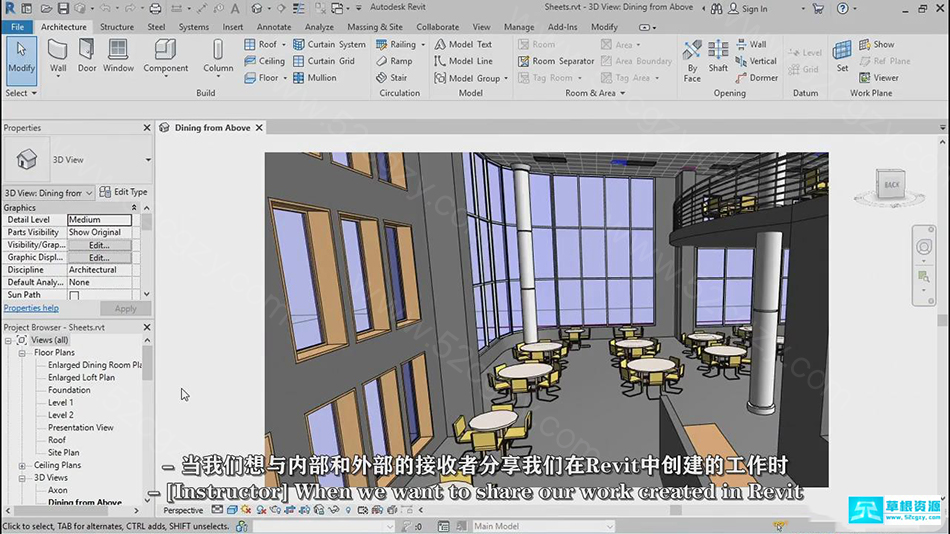 Autodesk Revit
Sheets.rvt - 3D View: Dining from Above
Sign In
File Architecture Structure Steel Systems Insert Annotate Analyze Massing & Site Collaborate View Manage Add-Ins Modify
Modify
Wall
Door
Window
Component
Column
Roof
Ceiling
Floor
Curtain System
Curtain Grid
Mullion
Railing
Ramp
Stair
Model Text
Model Line
Model Group
Room
Room Separator
Tag Room
Area
Area Boundary
Tag Area
By Face
Shaft
Wall
Vertical
Dormer
Level
Grid
Set
Show
Ref Plane
Viewer
Select
Build
Circulation
Room & Area
Opening
Datum
Work Plane
Properties
Dining from Above
3D View
3D View: Dining from
Edit Type
Graphics
Detail Level Medium
Parts Visibility Show Original
Visibility/Grap... Edit...
Graphic Displ... Edit...
Discipline Architectural
Default Analy... None
Sun Path
Properties help
Apply
Project Browser - Sheets.rvt
Views (all)
Floor Plans
Enlarged Dining Room Pla
Enlarged Loft Plan
Foundation
Level 1
Level 2
Presentation View
Roof
Site Plan
Ceiling Plans
3D Views
Axon
Dining from Above
BACK
- 当我们想与内部和外部的接收者分享我们在Revit中创建的工作时
- [Instructor] When we want to share our work created in Revit
Perspective
Click to select, TAB for alternates, CTRL adds, SHIFT unselects.
:0
Main Model
草根资源
www.52cgzy.com